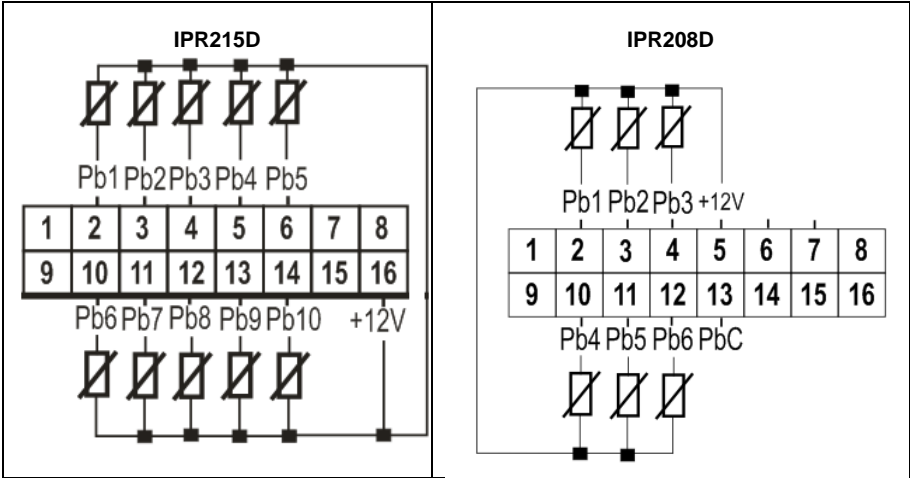 IPR215D
Pb1 Pb2 Pb3 Pb4 Pb5
1 2 3 4 5 6 7 8
9 10 11 12 13 14 15 16
Pb6 Pb7 Pb8 Pb9 Pb10 +12V
IPR208D
Pb1 Pb2 Pb3 +12V
1 2 3 4 5 6 7 8
9 10 11 12 13 14 15 16
Pb4 Pb5 Pb6 PbC